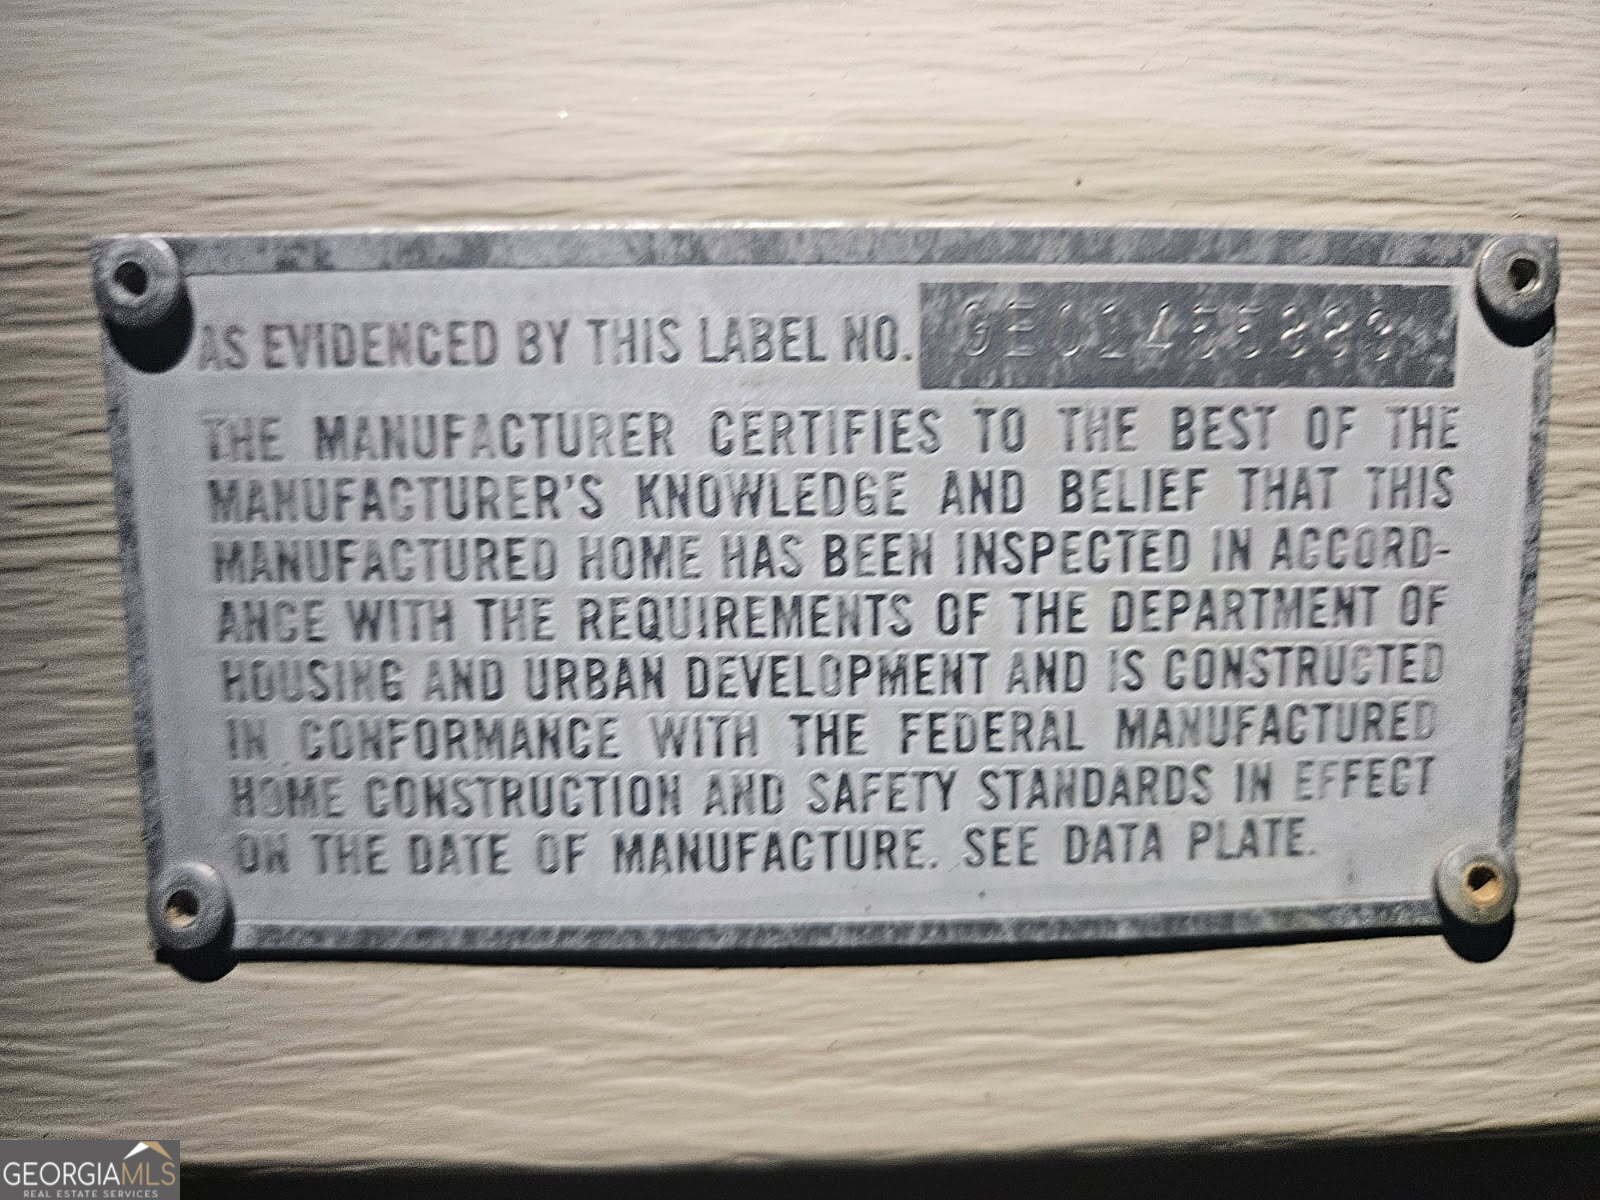 AS EVIDENCED BY THIS LABEL NO.
THE MANUFACTURER CERTIFIES TO THE BEST OF THE
MANUFACTURER'S KNOWLEDGE AND BELIEF THAT THIS
MANUFACTURED HOME HAS BEEN INSPECTED IN ACCORD-
ANCE WITH THE REQUIREMENTS OF THE DEPARTMENT OF
HOUSING AND URBAN DEVELOPMENT AND IS CONSTRUCTED
IN CONFORMANCE WITH THE FEDERAL MANUFACTURED
HOME CONSTRUCTION AND SAFETY STANDARDS IN EFFECT
ON THE DATE OF MANUFACTURE. SEE DATA PLATE.
GEORGIAMLS
REAL ESTATE SERVICES